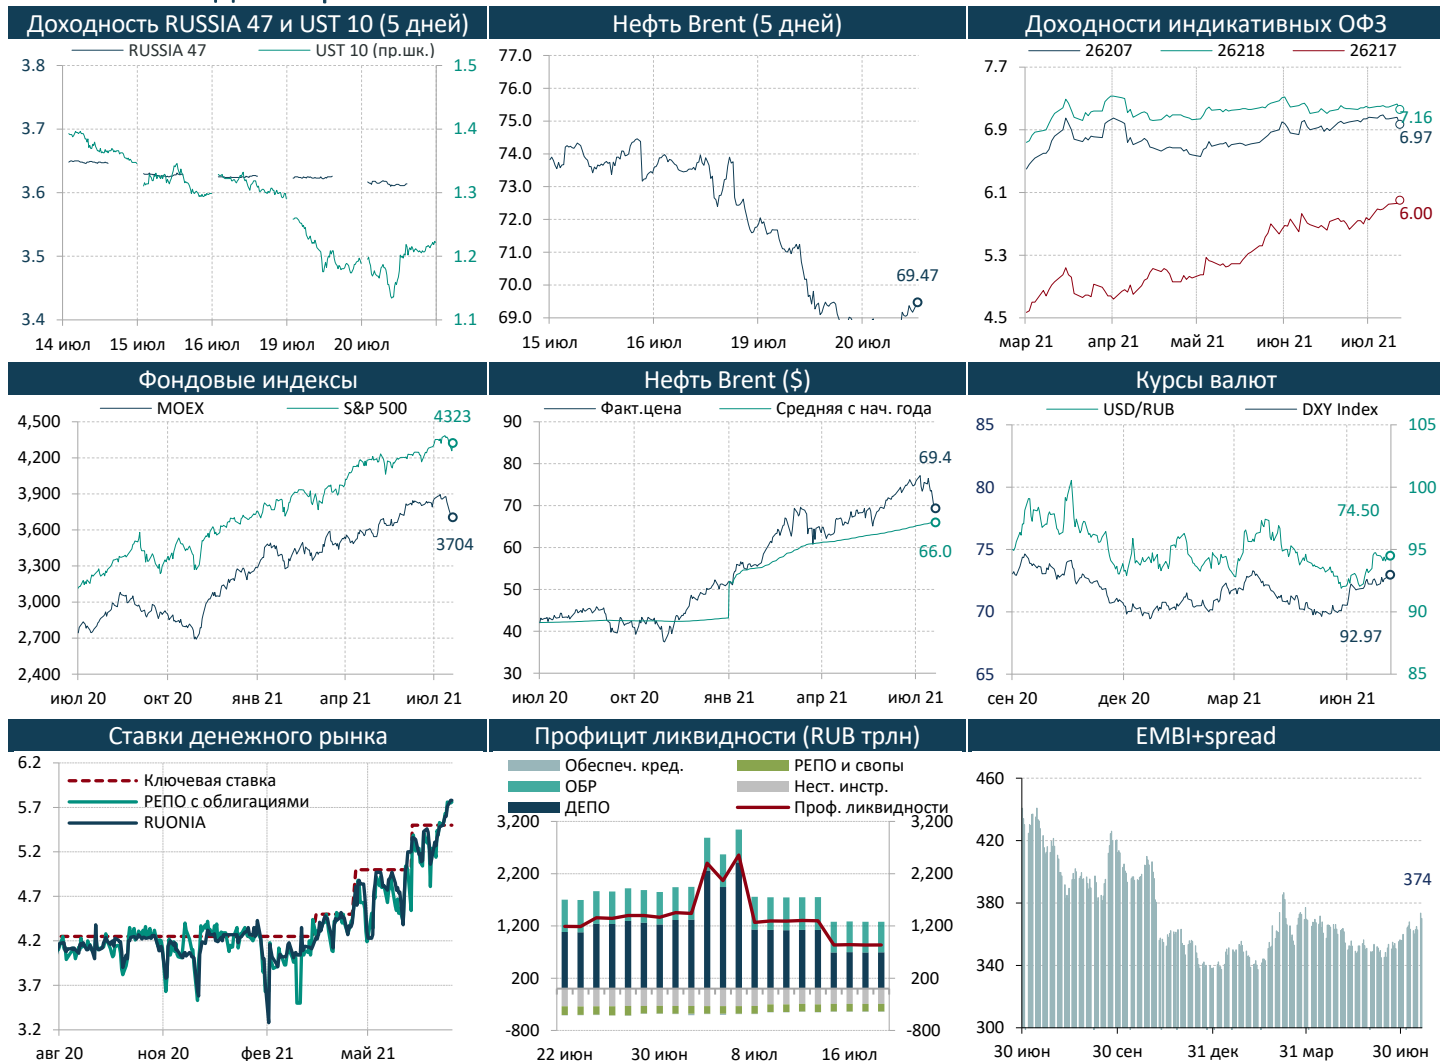 Доходность RUSSIA 47 и UST 10 (5 дней)
RUSSIA 47
UST 10 (пр.шк.)
3.8
3.7
3.6
3.5
3.4
1.5
1.4
1.3
1.2
1.1
14 июл
15 июл
16 июл
19 июл
20 июл
Нефть Brent (5 дней)
77.0
76.0
75.0
74.0
73.0
72.0
71.0
70.0
69.0
69.47
15 июл
16 июл
19 июл
20 июл
Доходности индикативных ОФЗ
26207
26218
26217
7.7
6.9
6.1
5.3
4.5
7.16
6.97
6.00
мар 21
апр 21
май 21
июн 21
июл 21
Фондовые индексы
MOEX
S&P 500
4323
4,500
4,200
3,900
3,600
3,300
3,000
2,700
2,400
3704
июл 20
окт 20
янв 21
апр 21
июл 21
Нефть Brent ($)
Факт.цена
Средняя с нач. года
90
80
70
60
50
40
30
69.4
66.0
июл 20
окт 20
янв 21
апр 21
июл 21
Курсы валют
USD/RUB
DXY Index
85
80
75
70
65
105
100
95
90
85
74.50
92.97
сен 20
дек 20
мар 21
июн 21
Ставки денежного рынка
Ключевая ставка
РЕПО с облигациями
RUONIA
6.2
5.7
5.2
4.7
4.2
3.7
3.2
авг 20
ноя 20
фев 21
май 21
Профицит ликвидности (RUB трлн)
Обеспеч. кред.
РЕПО и свопы
ОБР
Нест. инстр.
ДЕПО
Проф. ликвидности
3,200
2,200
1,200
200
-800
3,200
2,200
1,200
200
-800
22 июн
30 июн
8 июл
16 июл
EMBI+spread
460
420
380
340
300
374
30 июн
30 сен
31 дек
31 мар
30 июн